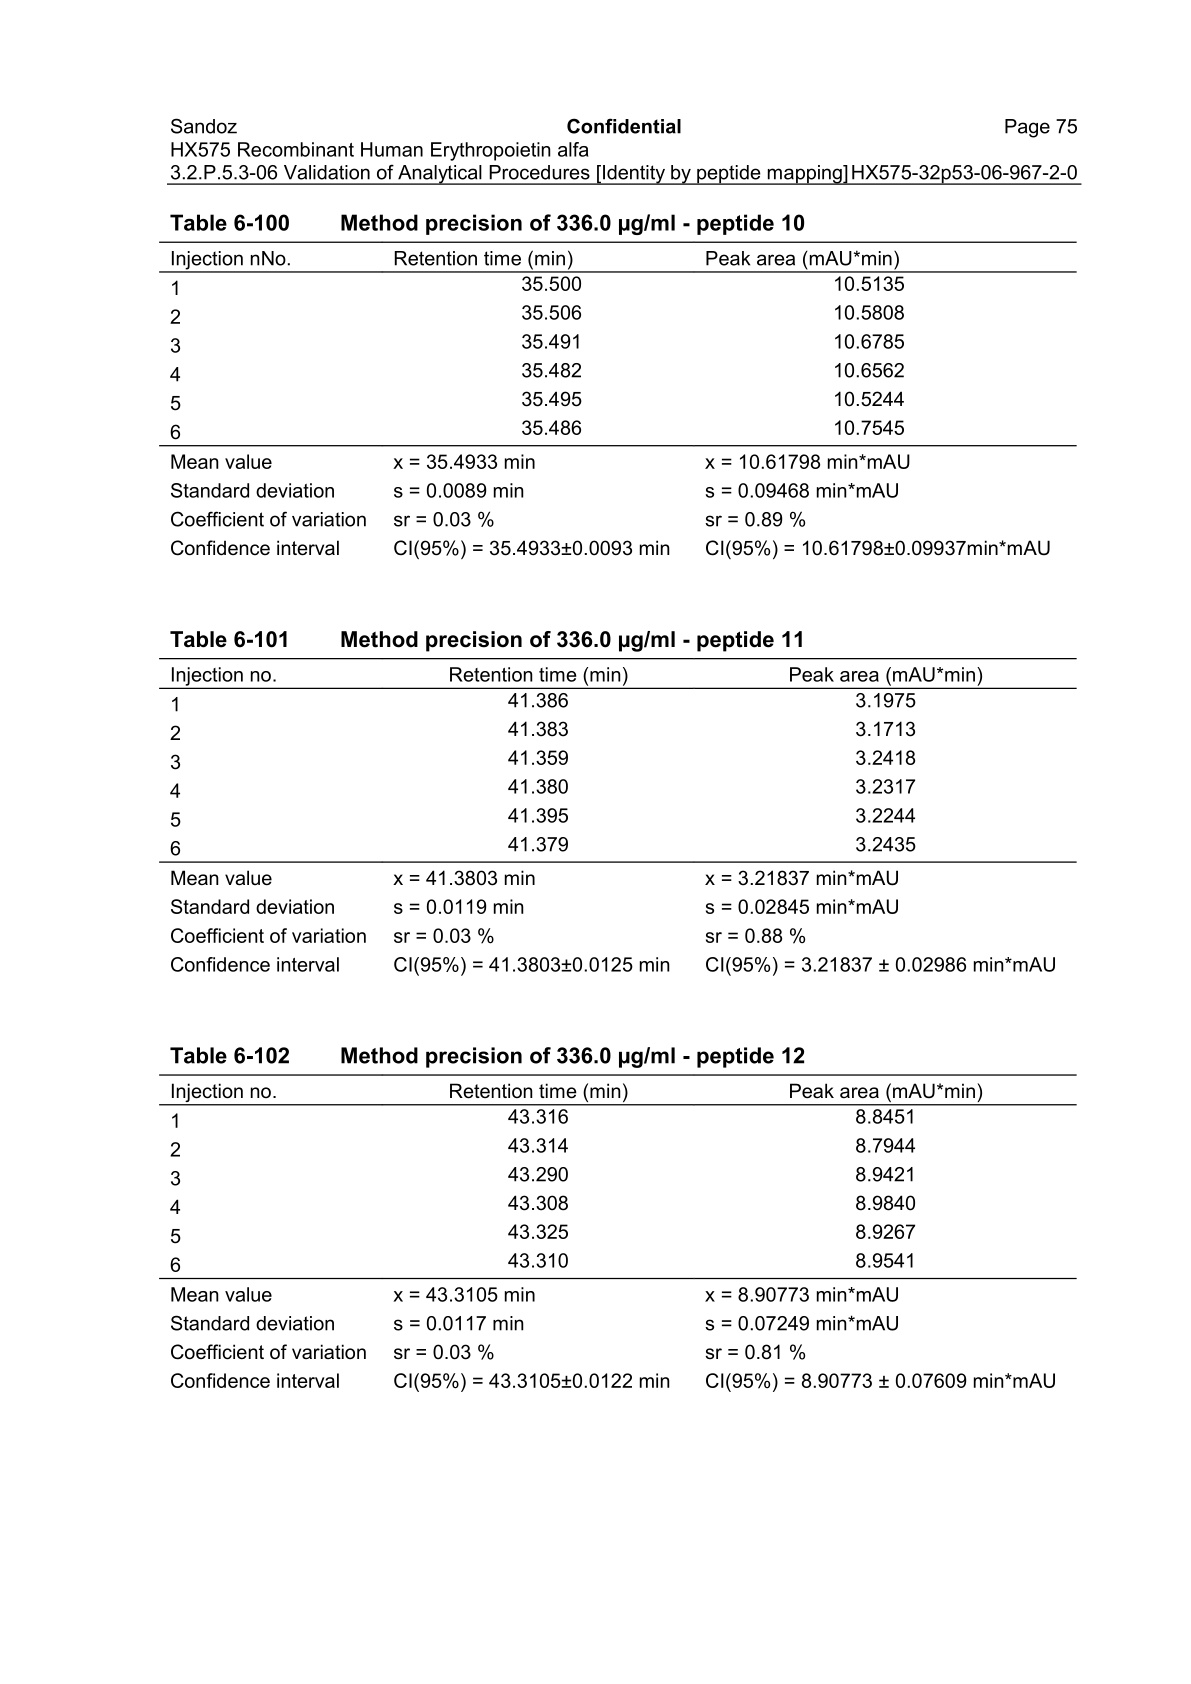 Sandoz Confidential Page 75
HX575 Recombinant Human Erythropoietin alfa
3.2.P.5.3-06 Validation of Analytical Procedures [Identity by peptide mapping] HX575-32p53-06-967-2-0
Table 6-100 Method precision of 336.0 µg/ml - peptide 10
Injection nNo. Retention time (min) Peak area (mAU*min)
1 35.500 10.5135
2 35.506 10.5808
3 35.491 10.6785
4 35.482 10.6562
5 35.495 10.5244
6 35.486 10.7545
Mean value x = 35.4933 min x = 10.61798 min*mAU
Standard deviation s = 0.0089 min s = 0.09468 min*mAU
Coefficient of variation sr = 0.03 % sr = 0.89 %
Confidence interval CI(95%) = 35.4933±0.0093 min CI(95%) = 10.61798±0.09937min*mAU
Table 6-101 Method precision of 336.0 µg/ml - peptide 11
Injection no. Retention time (min) Peak area (mAU*min)
1 41.386 3.1975
2 41.383 3.1713
3 41.359 3.2418
4 41.380 3.2317
5 41.395 3.2244
6 41.379 3.2435
Mean value x = 41.3803 min x = 3.21837 min*mAU
Standard deviation s = 0.0119 min s = 0.02845 min*mAU
Coefficient of variation sr = 0.03 % sr = 0.88 %
Confidence interval CI(95%) = 41.3803±0.0125 min CI(95%) = 3.21837 ± 0.02986 min*mAU
Table 6-102 Method precision of 336.0 µg/ml - peptide 12
Injection no. Retention time (min) Peak area (mAU*min)
1 43.316 8.8451
2 43.314 8.7944
3 43.290 8.9421
4 43.308 8.9840
5 43.325 8.9267
6 43.310 8.9541
Mean value x = 43.3105 min x = 8.90773 min*mAU
Standard deviation s = 0.0117 min s = 0.07249 min*mAU
Coefficient of variation sr = 0.03 % sr = 0.81 %
Confidence interval CI(95%) = 43.3105±0.0122 min CI(95%) = 8.90773 ± 0.07609 min*mAU